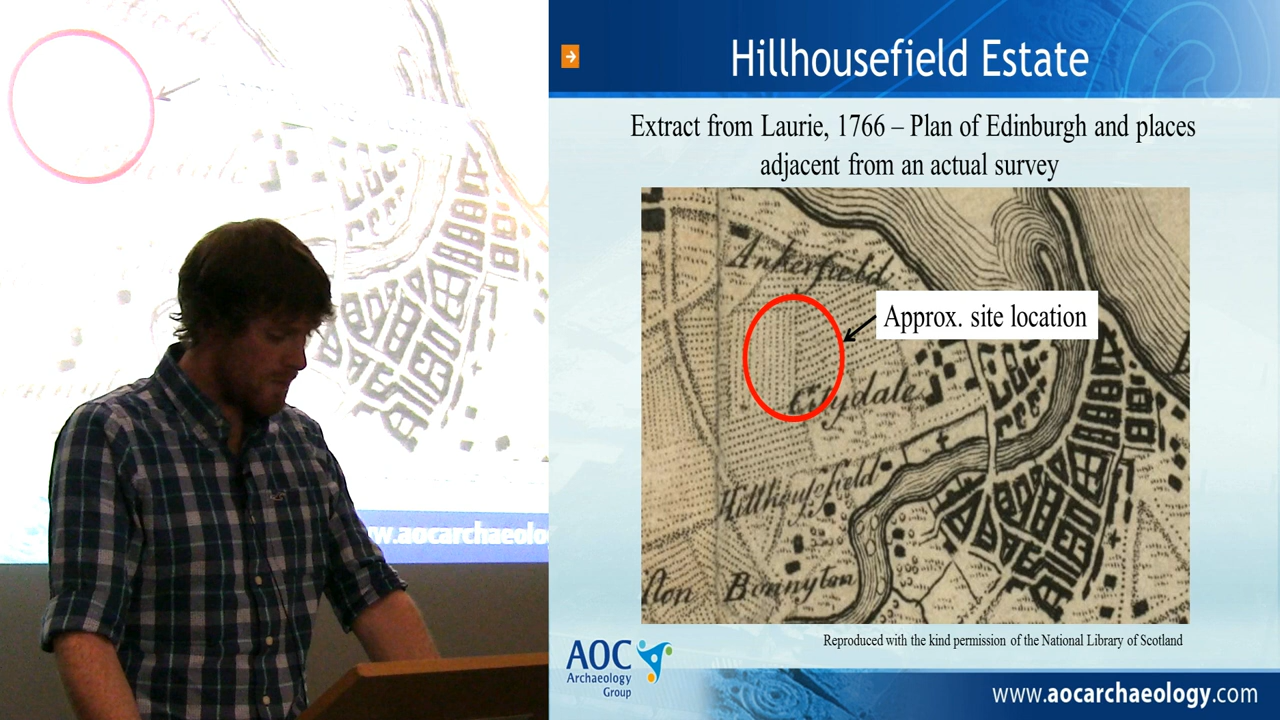 Hillhousefield Estate
Extract from Laurie, 1766 – Plan of Edinburgh and places
adjacent from an actual survey
Ankerfield
Approx. site location
Citydale
Hillhousefield
Bonnyton
Reproduced with the kind permission of the National Library of Scotland
AOC
Archaeology
Group
www.aocarchaeology.com
w.aocarchaeolo